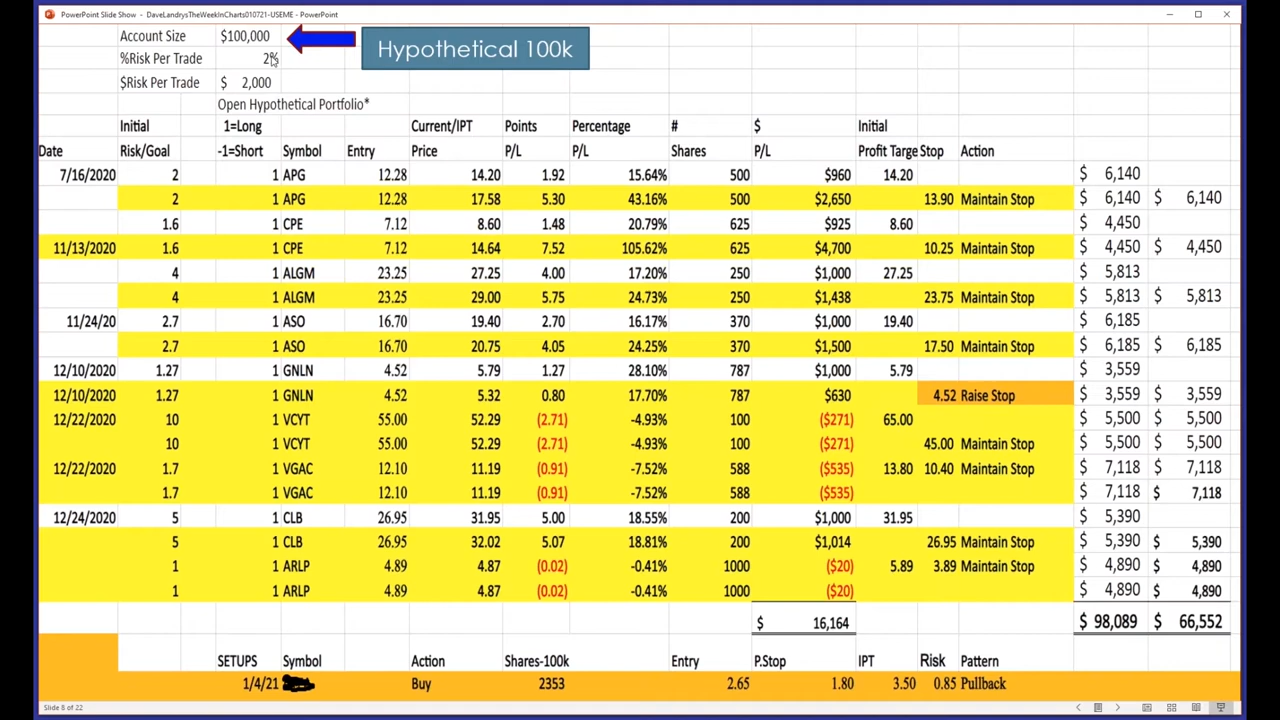 PowerPoint Slide Show - DaveLandrysTheWeekInCharts010721-USEME - PowerPoint
Account Size $100,000
Hypothetical 100k
%Risk Per Trade 2%
$Risk Per Trade $ 2,000
Open Hypothetical Portfolio*
Initial 1=Long Current/IPT Points Percentage # $ Initial
Date Risk/Goal -1=Short Symbol Entry Price P/L P/L Shares P/L Profit Targe Stop Action
7/16/2020 2 1 APG 12.28 14.20 1.92 15.64% 500 $960 14.20 $ 6,140
2 1 APG 12.28 17.58 5.30 43.16% 500 $2,650 13.90 Maintain Stop $ 6,140 $ 6,140
1.6 1 CPE 7.12 8.60 1.48 20.79% 625 $925 8.60 $ 4,450
11/13/2020 1.6 1 CPE 7.12 14.64 7.52 105.62% 625 $4,700 10.25 Maintain Stop $ 4,450 $ 4,450
4 1 ALGM 23.25 27.25 4.00 17.20% 250 $1,000 27.25 $ 5,813
4 1 ALGM 23.25 29.00 5.75 24.73% 250 $1,438 23.75 Maintain Stop $ 5,813 $ 5,813
11/24/20 2.7 1 ASO 16.70 19.40 2.70 16.17% 370 $1,000 19.40 $ 6,185
2.7 1 ASO 16.70 20.75 4.05 24.25% 370 $1,500 17.50 Maintain Stop $ 6,185 $ 6,185
12/10/2020 1.27 1 GNLN 4.52 5.79 1.27 28.10% 787 $1,000 5.79 $ 3,559
12/10/2020 1.27 1 GNLN 4.52 5.32 0.80 17.70% 787 $630 4.52 Raise Stop $ 3,559 $ 3,559
12/22/2020 10 1 VCYT 55.00 52.29 (2.71) -4.93% 100 ($271) 65.00 $ 5,500 $ 5,500
10 1 VCYT 55.00 52.29 (2.71) -4.93% 100 ($271) 45.00 Maintain Stop $ 5,500 $ 5,500
12/22/2020 1.7 1 VGAC 12.10 11.19 (0.91) -7.52% 588 ($535) 13.80 10.40 Maintain Stop $ 7,118 $ 7,118
1.7 1 VGAC 12.10 11.19 (0.91) -7.52% 588 ($535) $ 7,118 $ 7,118
12/24/2020 5 1 CLB 26.95 31.95 5.00 18.55% 200 $1,000 31.95 $ 5,390
5 1 CLB 26.95 32.02 5.07 18.81% 200 $1,014 26.95 Maintain Stop $ 5,390 $ 5,390
1 1 ARLP 4.89 4.87 (0.02) -0.41% 1000 ($20) 5.89 3.89 Maintain Stop $ 4,890 $ 4,890
1 1 ARLP 4.89 4.87 (0.02) -0.41% 1000 ($20) $ 4,890 $ 4,890
$ 16,164 $ 98,089 $ 66,552
SETUPS Symbol Action Shares-100k Entry P.Stop IPT Risk Pattern
1/4/21 Buy 2353 2.65 1.80 3.50 0.85 Pullback
Slide 8 of 22